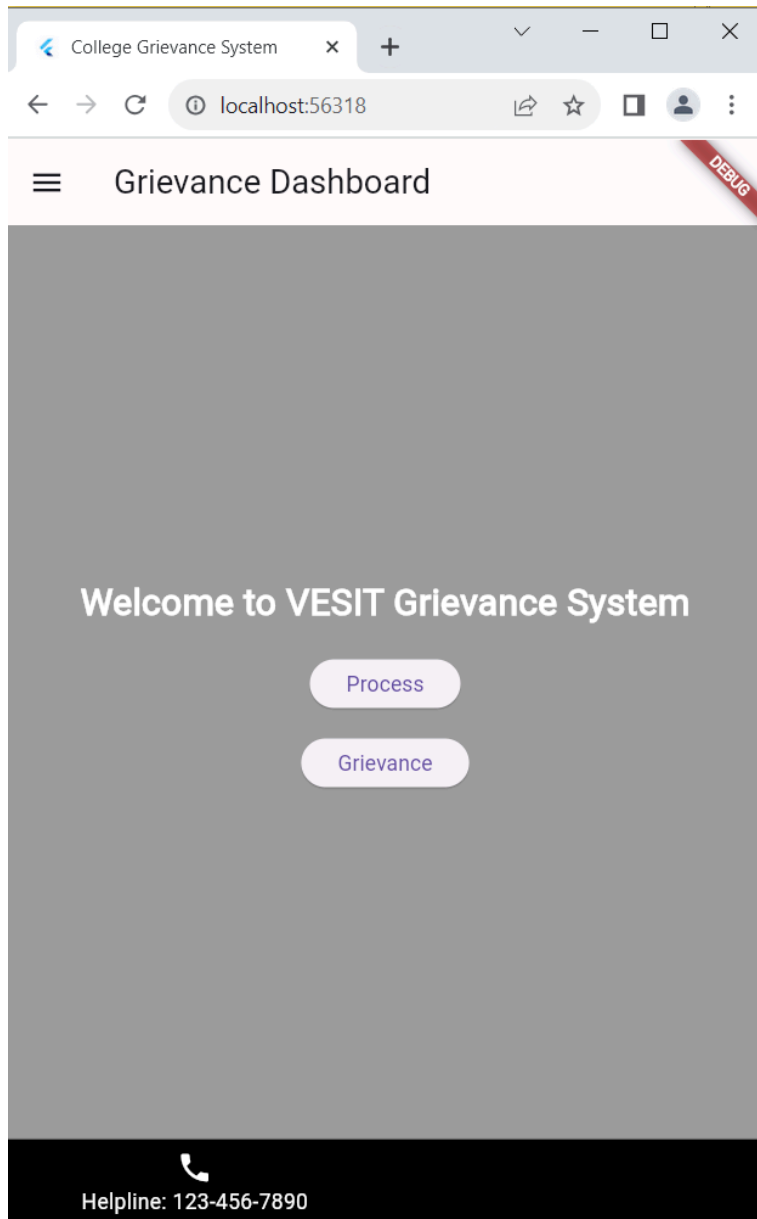 College Grievance System
localhost:56318
Grievance Dashboard
DEBUG
Welcome to VESIT Grievance System
Process
Grievance
Helpline: 123-456-7890